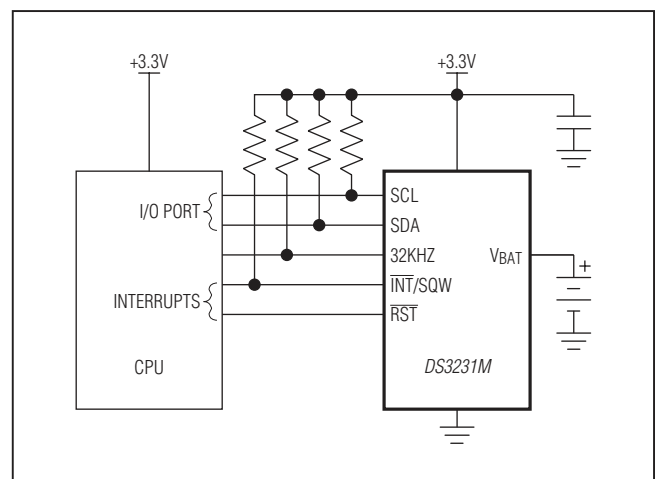 +3.3V
+3.3V
SCL
I/O PORT
SDA
32KHZ
VBAT
+
INT/SQW
INTERRUPTS
RST
CPU
DS3231M